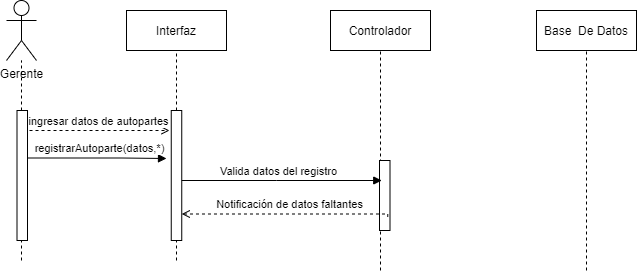 Interfaz
Controlador
Base De Datos
Gerente
ingresar datos de autopartes
registrarAutoparte(datos,*)
Valida datos del registro
Notificación de datos faltantes